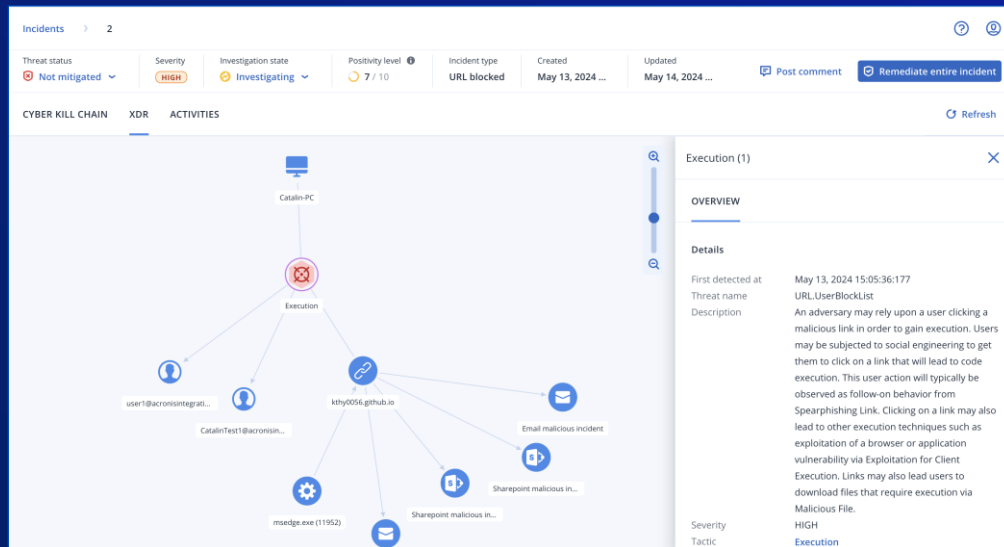 Incidents > 2
Threat status
Not mitigated
Severity
HIGH
Investigation state
Investigating
Positivity level
7 / 10
Incident type
URL blocked
Created
May 13, 2024 ...
Updated
May 14, 2024 ...
Post comment
Remediate entire incident
CYBER KILL CHAIN
XDR
ACTIVITIES
Refresh
Catalin-PC
Execution
user1@acronisintegrati...
CatalinTest1@acronisin...
kthy0056.github.io
Email malicious incident
Sharepoint malicious in...
Sharepoint malicious in...
msedge.exe (11952)
Execution (1)
OVERVIEW
Details
First detected at May 13, 2024 15:05:36:177
Threat name URL.UserBlockList
Description An adversary may rely upon a user clicking a
malicious link in order to gain execution. Users
may be subjected to social engineering to get
them to click on a link that will lead to code
execution. This user action will typically be
observed as follow-on behavior from
Spearphishing Link. Clicking on a link may also
lead to other execution techniques such as
exploitation of a browser or application
vulnerability via Exploitation for Client
Execution. Links may also lead users to
download files that require execution via
Malicious File.
Severity HIGH
Tactic Execution